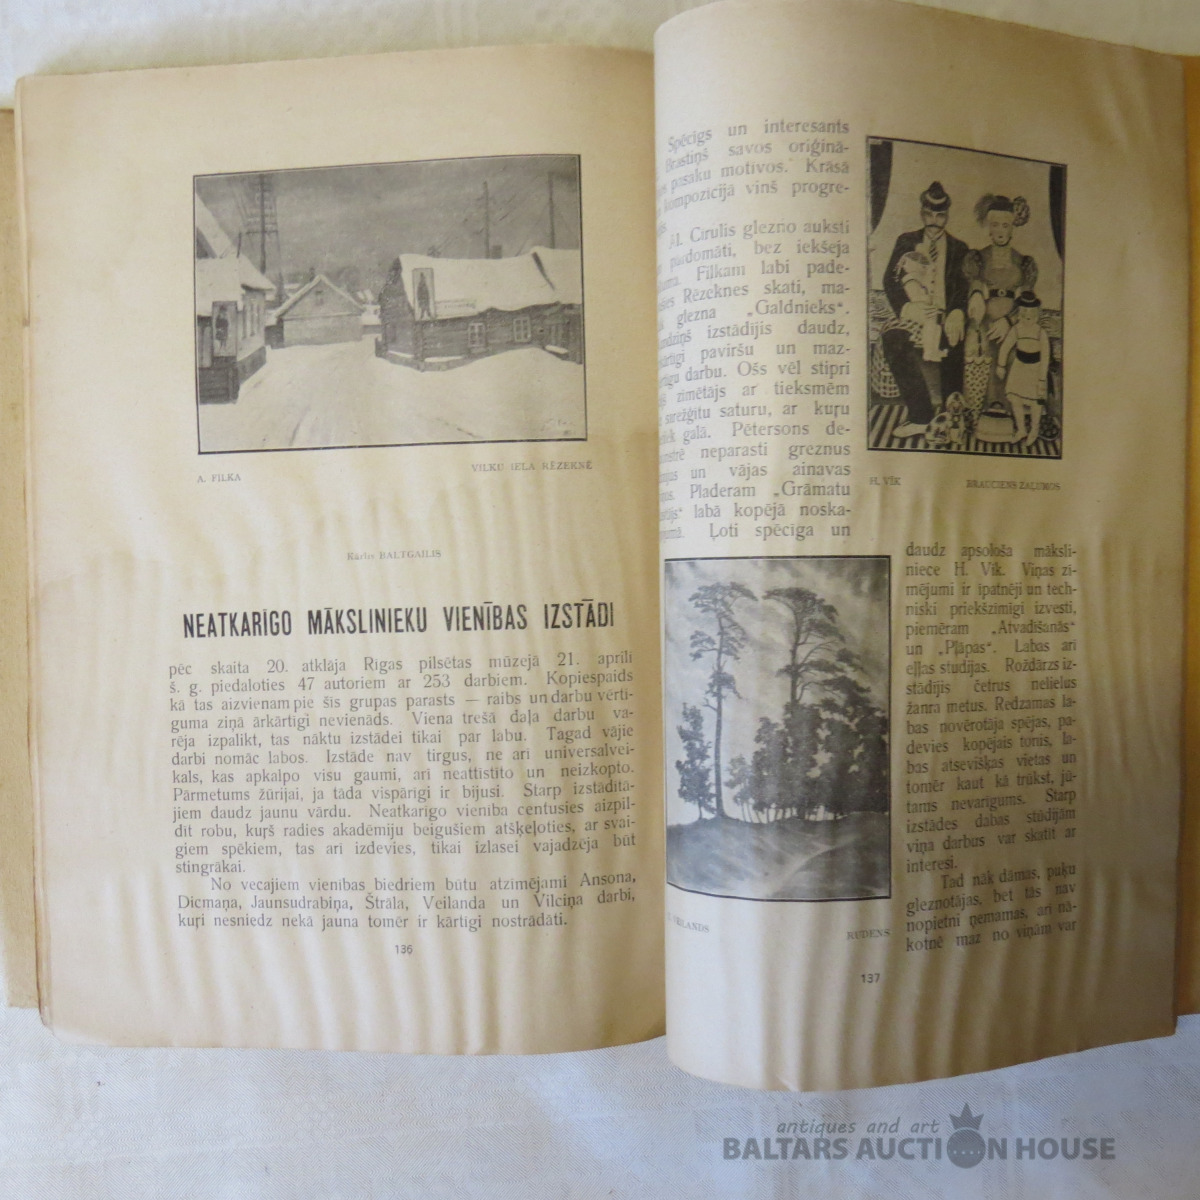 A. FILKA
VILKU IELA RĒZEKNĒ
Kārlis BALTGAILIS
NEATKARĪGO MĀKSLINIEKU VIENĪBAS IZSTĀDI
pēc skaita 20. atklāja Rīgas pilsētas mūzejā 21. aprīlī
š. g. piedaloties 47 autoriem ar 253 darbiem. Kopiespaids
kā tas aizvienam pie šīs grupas parasts — raibs un darbu vērti-
guma ziņā ārkārtīgi nevienāds. Viena trešā daļa darbu va-
rēja izpalikt, tas nāktu izstādei tikai par labu. Tagad vājie
darbi nomāc labos. Izstāde nav tirgus, ne arī universalvei-
kals, kas apkalpo visu gaumi, arī neattīstīto un neizkopto.
Pārmetums žūrijai, ja tāda vispārīgi ir bijusi. Starp izstādīta-
jiem daudz jaunu vārdu. Neatkarīgo vienība centusies aizpil-
dīt robu, kuŗš radies akadēmiju beigušiem atšķeļoties, ar svai-
giem spēkiem, tas arī izdevies, tikai izlasei vajadzēja būt
stingrākai.
No vecajiem vienības biedriem būtu atzīmējami Ansona,
Dicmaņa, Jaunsudrabiņa, Štrāla, Veilanda un Vilciņa darbi,
kuŗi nesniedz nekā jauna tomēr ir kārtīgi nostrādāti.
136
Spēcīgs un interesants
Brastiņš savos oriģinā-
pasaku motivos. Krāsā
kompozicijā viņš progre-
Cīrulis glezno auksti
pārdomāti, bez iekšēja
Filkam labi pade-
Rēzeknes skati, ma-
glezna „Galdnieks“.
izstādījis daudz,
paviršu un maz-
darbu. Ošs vēl stipri
zīmētājs ar tieksmēm
sarežģītu saturu, ar kuŗu
galā. Pētersons de-
neparasti greznus
un vājas ainavas
Pladeram „Grāmatu
labā kopējā noska-
Ļoti spēcīga un
H. VĪK
BRAUCIENS ZAĻUMOS
RUDENS
daudz apsološa māksli-
niece H. Vīk. Viņas zī-
mējumi ir īpatnēji un tech-
niski priekšzīmīgi izvesti,
piemēram „Atvadīšanās“
un „Pļāpas“. Labas arī
eļļas studijas. Roždārzs iz-
stādījis četrus nelielus
žanra metus. Redzamas la-
bas novērotāja spējas, pa-
devies kopējais tonis, la-
bas atsevišķas vietas un
tomēr kaut kā trūkst, jū-
tams nevarīgums. Starp
izstādes dabas stūdijām
viņa darbus var skatīt ar
interesi.
Tad nāk dāmas, puķu
gleznotājas, bet tās nav
nopietni ņemamas, arī nā-
kotnē maz no viņām var
137
antiques and art
BALTARS AUCTION HOUSE